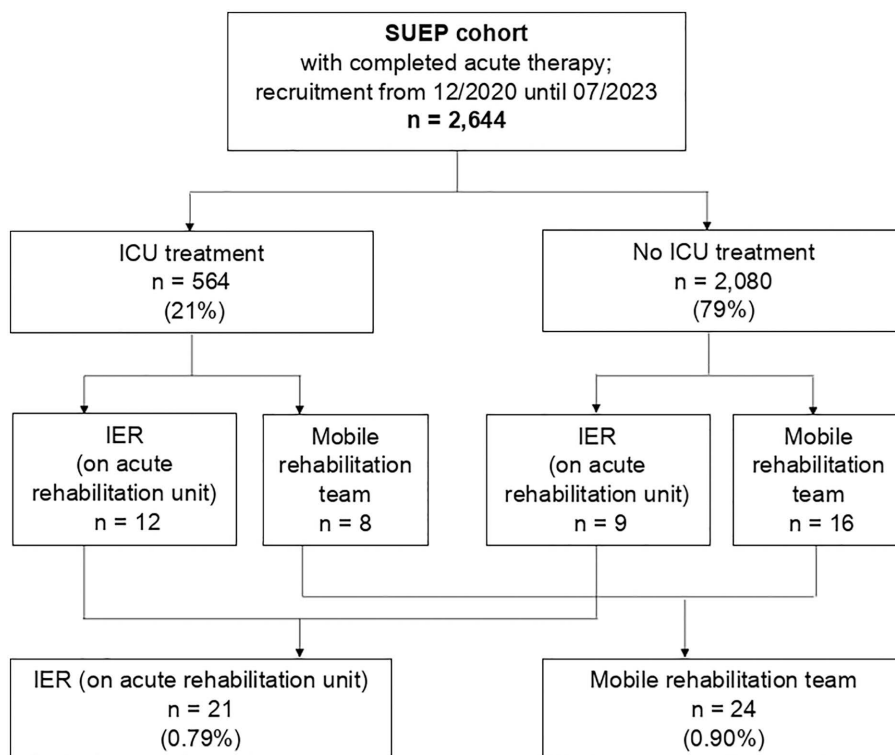 SUEP cohort
with completed acute therapy;
recruitment from 12/2020 until 07/2023
n = 2,644
ICU treatment
n = 564
(21%)
No ICU treatment
n = 2,080
(79%)
IER
(on acute
rehabilitation unit)
n = 12
Mobile
rehabilitation
team
n = 8
IER
(on acute
rehabilitation unit)
n = 9
Mobile
rehabilitation
team
n = 16
IER (on acute rehabilitation unit)
n = 21
(0.79%)
Mobile rehabilitation team
n = 24
(0.90%)